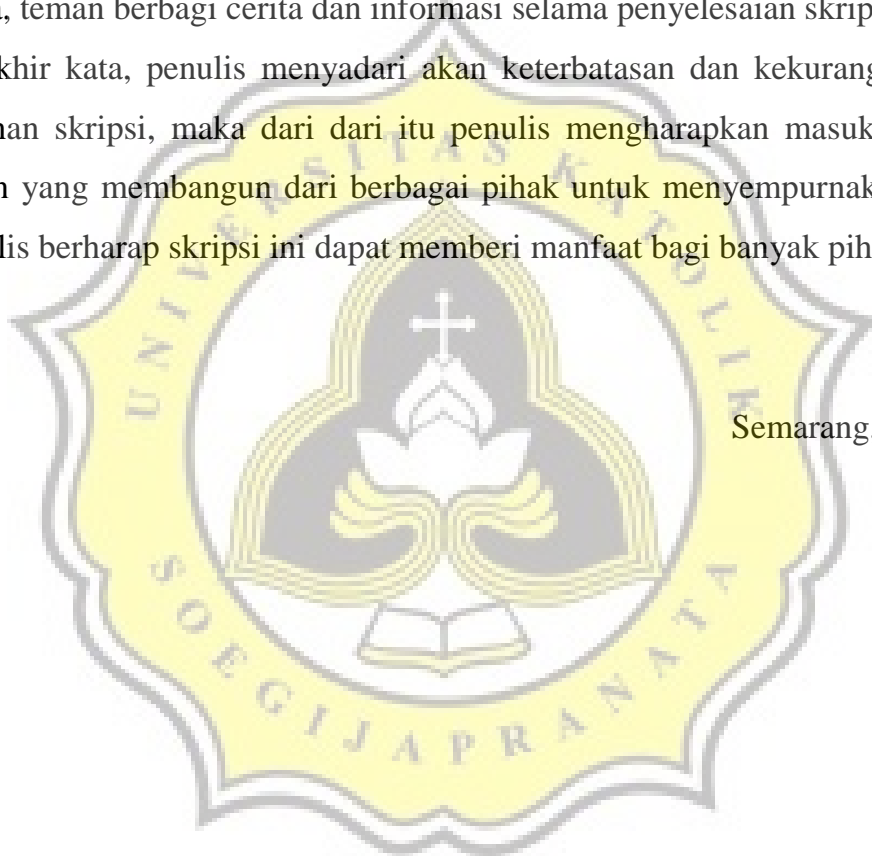 , teman berbagi cerita dan informasi selama penyelesaian skrip
khir kata, penulis menyadari akan keterbatasan dan kekurang
nan skripsi, maka dari dari itu penulis mengharapkan masuk
n yang membangun dari berbagai pihak untuk menyempurnak
lis berharap skripsi ini dapat memberi manfaat bagi banyak pih
Semarang,
UNIVERSITAS KATOLIK
SOEGIJAPRANATA